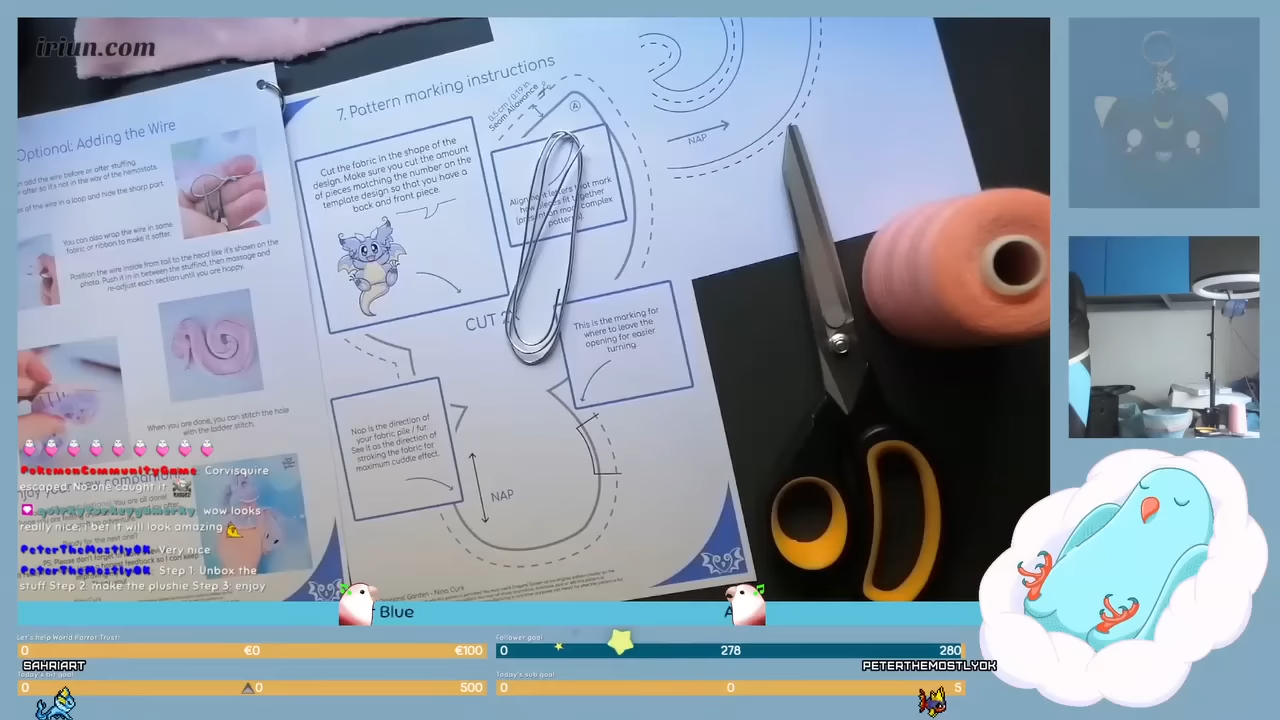 iriun.com
Optional: Adding the Wire
You can also wrap the wire in some
fabric or ribbon to make it softer.
Position the wire inside from tail to the head like it's shown on the
photo. Push it in in between the stuffind, then massage and
re-adjust each section until you are happy.
When you are done, you can stitch the hole
with the ladder stitch.
7. Pattern marking instructions
0.5 cm / 0.19 in
Seam Allowance
A
Cut the fabric in the shape of the
design. Make sure you cut the amount
of pieces matching the number on the
template design so that you have a
back and front piece.
NAP
CUT 2
This is the marking for
where to leave the
opening for easier
turning.
Nap is the direction of
your fabric pile / fur.
See it as the direction of
stroking the fabric for
maximum cuddle effect.
NAP
PokemonCommunityGame Corvisquire
escaped. No one caught it
wow looks
really nice, i bet it will look amazing
PeterTheMostlyOK Very nice
PeterTheMostlyOK Step 1: Unbox the
stuff Step 2: make the plushie Step 3: enjoy
Blue
Let's help World Parrot Trust!
0 €0 €100
Follower goal
0 278 280
SAHRIART
PETERTHEMOSTLYOK
Today's bit goal
0 0 500
Today's sub goal
0 0 5